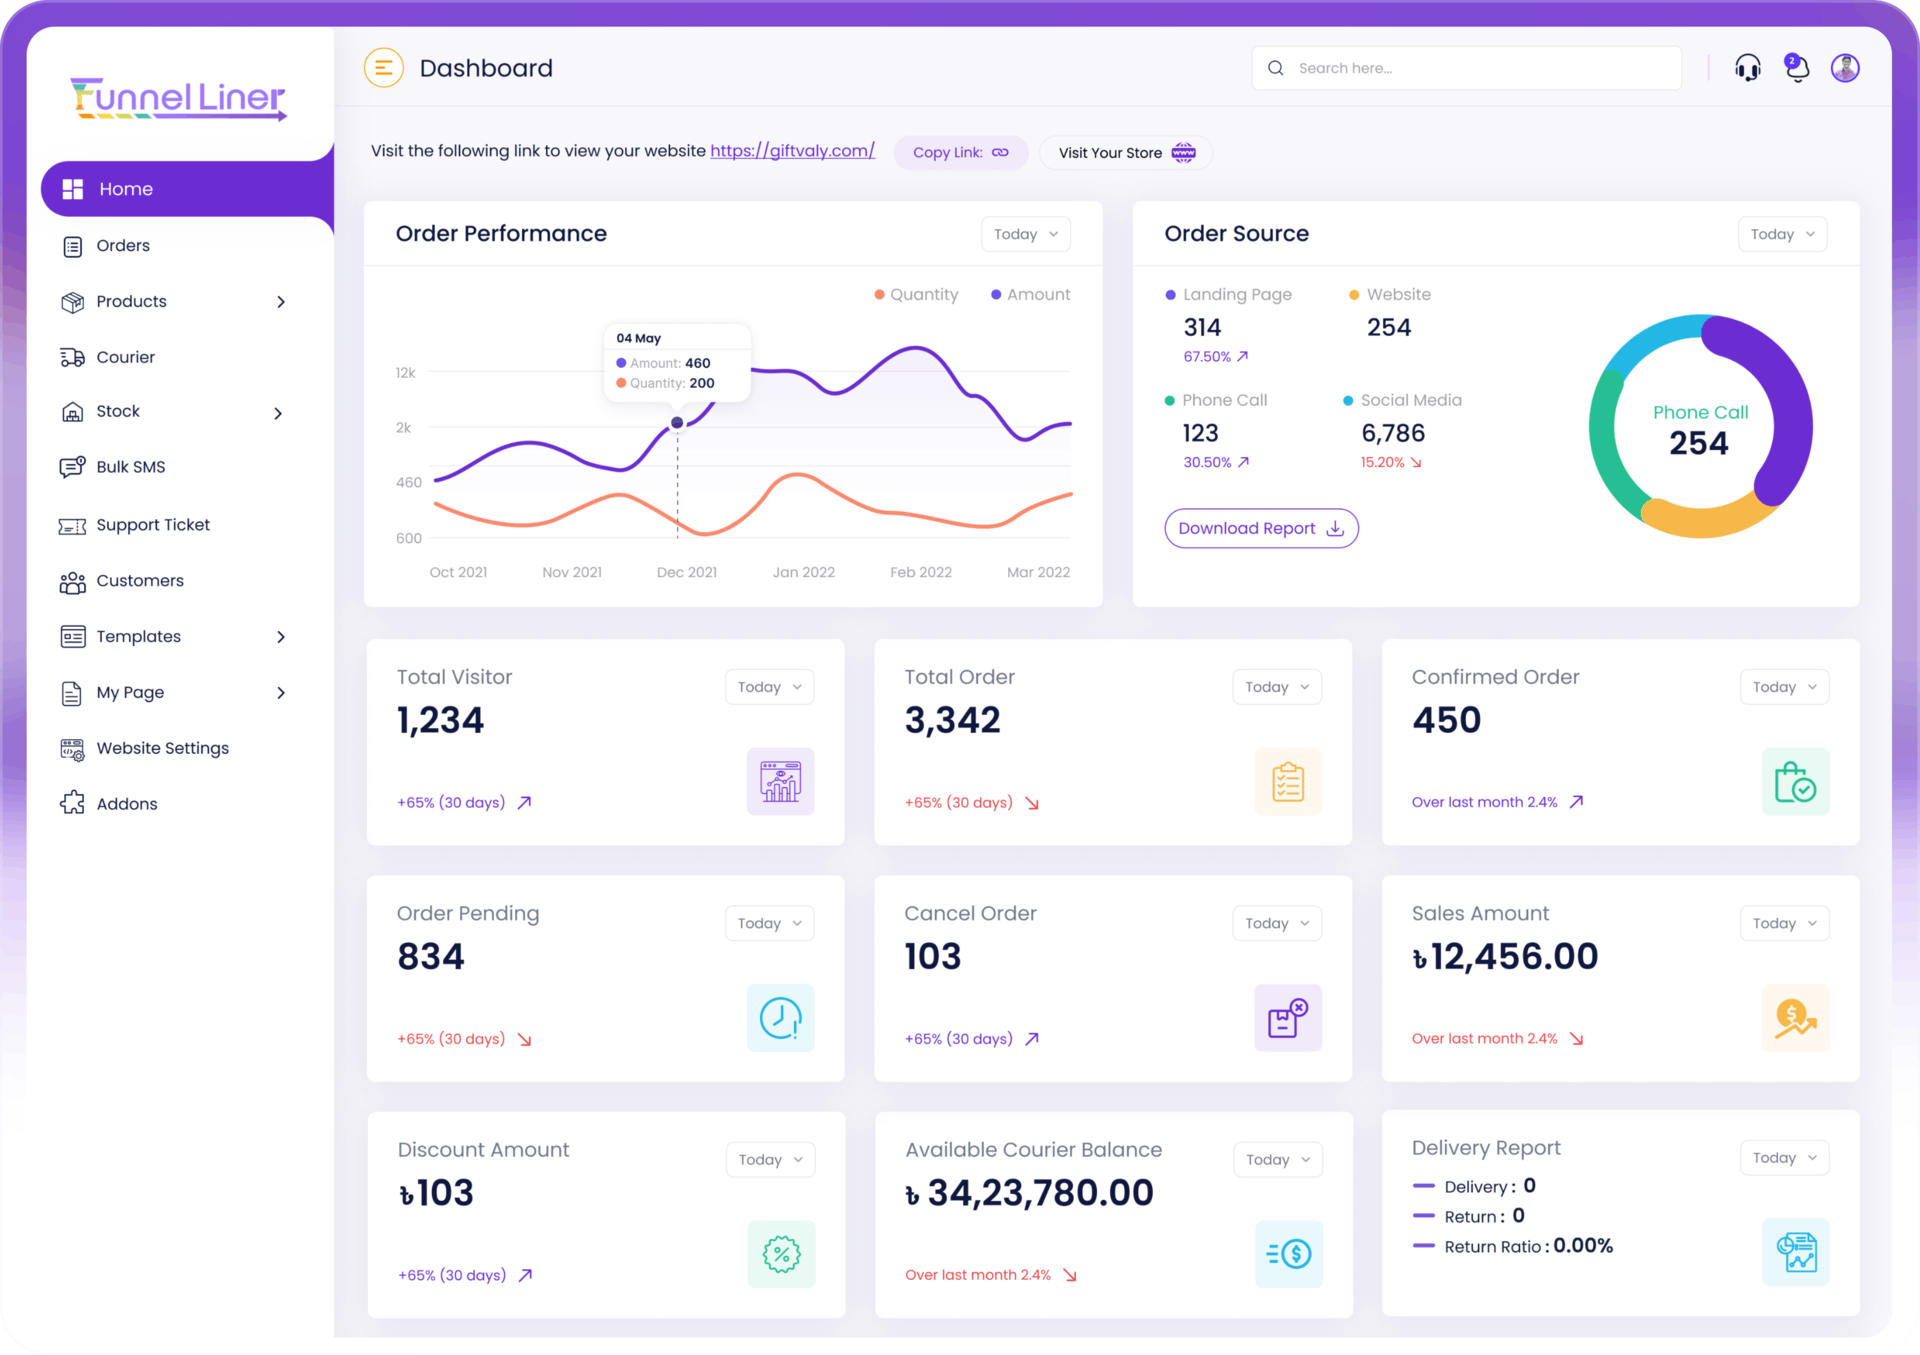 Funnel Liner
Home
Orders
Products
Courier
Stock
Bulk SMS
Support Ticket
Customers
Templates
My Page
Website Settings
Addons
Dashboard
Search here...
2
Visit the following link to view your website https://giftvaly.com/
Copy Link:
Visit Your Store
www
Order Performance
Today
Quantity
Amount
04 May
Amount: 460
Quantity: 200
12k
2k
460
600
Oct 2021
Nov 2021
Dec 2021
Jan 2022
Feb 2022
Mar 2022
Order Source
Today
Landing Page
314
67.50%
Website
254
Phone Call
123
30.50%
Social Media
6,786
15.20%
Download Report
Phone Call
254
Total Visitor
Today
1,234
+65% (30 days)
Total Order
Today
3,342
+65% (30 days)
Confirmed Order
Today
450
Over last month 2.4%
Order Pending
Today
834
+65% (30 days)
Cancel Order
Today
103
+65% (30 days)
Sales Amount
Today
৳12,456.00
Over last month 2.4%
Discount Amount
Today
৳103
+65% (30 days)
Available Courier Balance
Today
৳ 34,23,780.00
Over last month 2.4%
Delivery Report
Today
Delivery : 0
Return : 0
Return Ratio : 0.00%